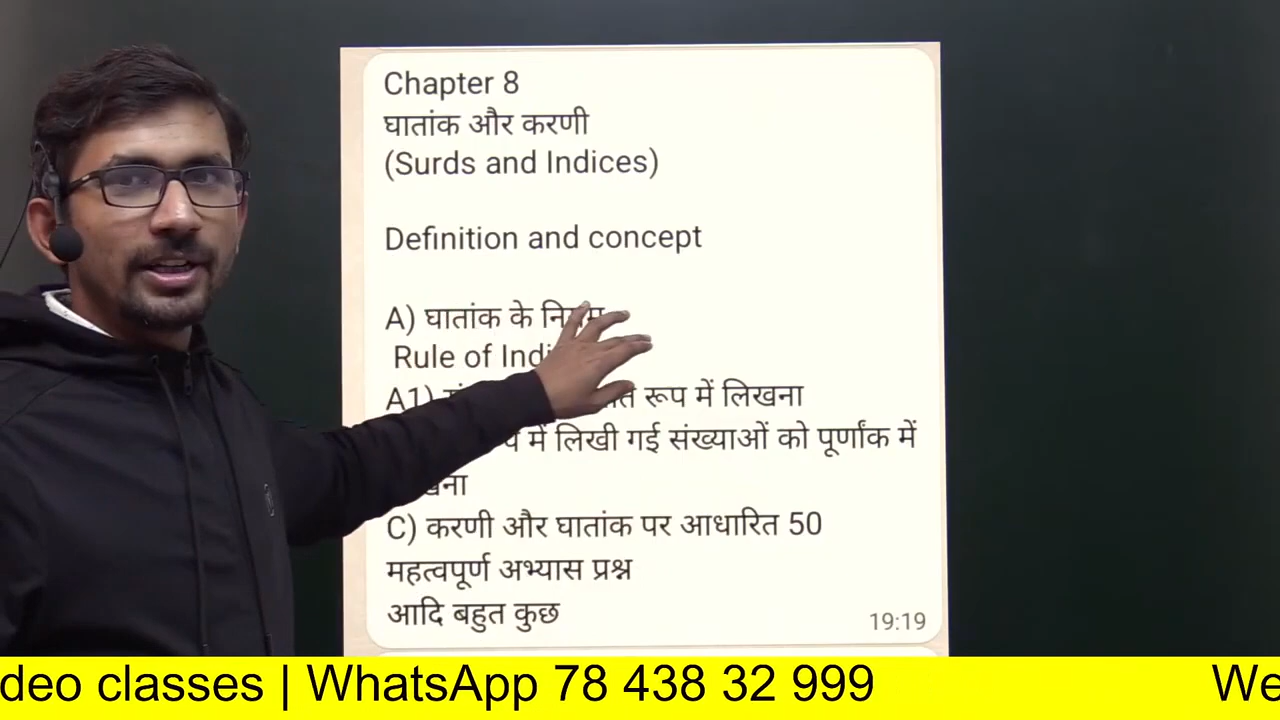 Chapter 8
घातांक और करणी
(Surds and Indices)
Definition and concept
A) घातांक के नियम
Rule of
A1) रूप में लिखना
में लिखी गई संख्याओं को पूर्णांक में
C) करणी और घातांक पर आधारित 50
महत्वपूर्ण अभ्यास प्रश्न
आदि बहुत कुछ
19:19
deo classes | WhatsApp 78 438 32 999 We